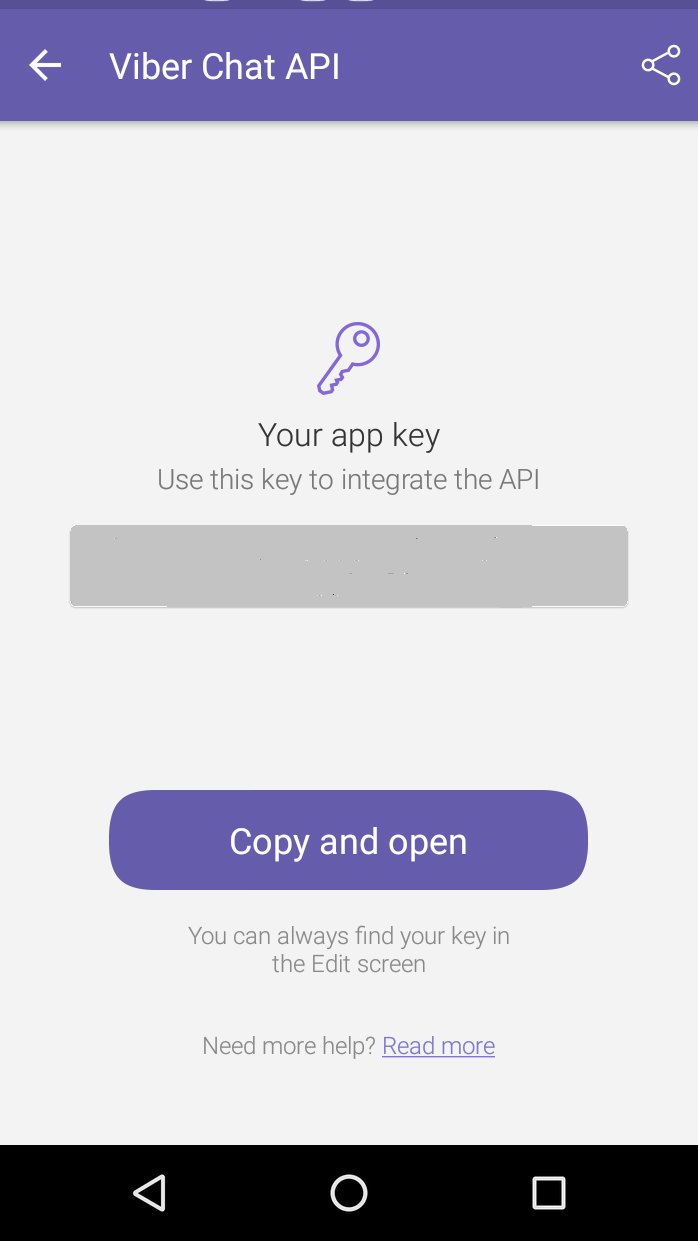 Viber Chat API
Your app key
Use this key to integrate the API
Copy and open
You can always find your key in
the Edit screen
Need more help? Read more